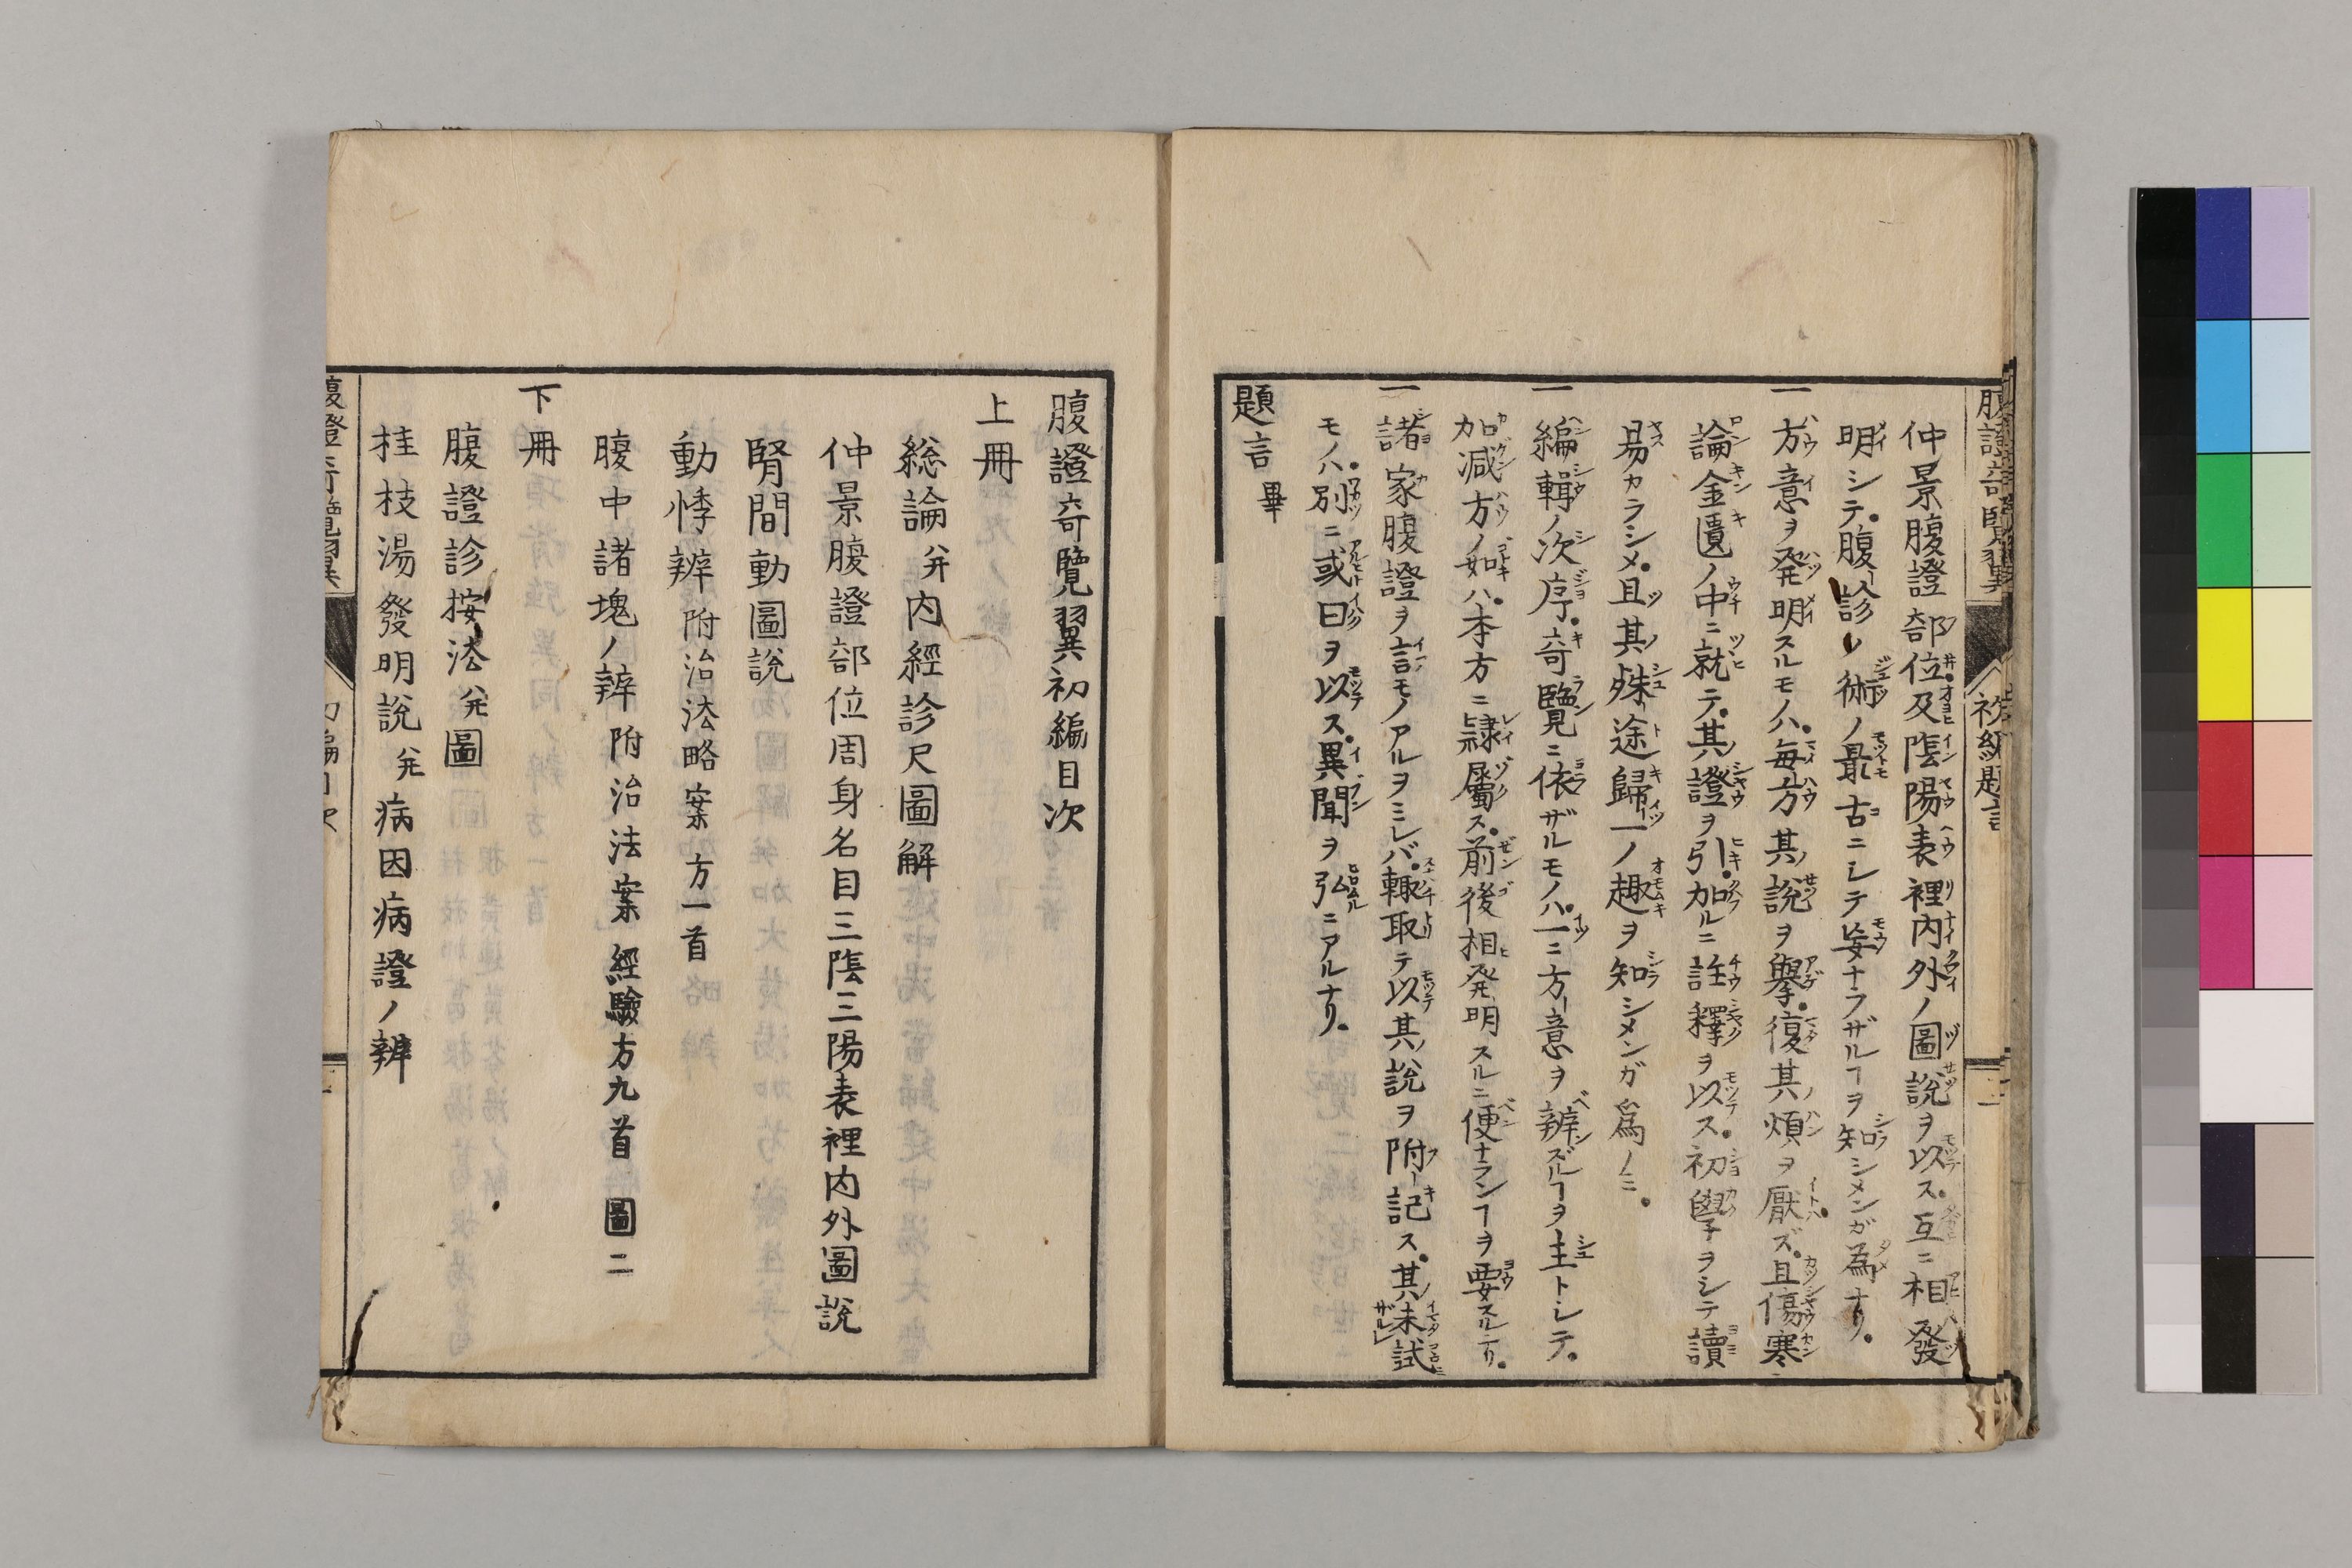 仲景腹證部位及陰陽表裡内外ノ圖説ヲ以ス互ニ相發
明シテ腹診ノ術ノ最古ニシテ妄ナラザルヿヲ知シメンガ為ナリ
一方意ヲ発明スルモノハ毎方其説ヲ擧復其煩ヲ厭ズ且傷寒
論金匱ノ中ニ就テ其證ヲ引加ルニ註釋ヲ以ス初學ヲシテ讀
易カラシメ且其殊途歸一ノ趣ヲ知シメンガ爲ノミ
一編輯ノ次序奇覽ニ依ザルモノハ一ニ方意ヲ辨ズルヿヲ主トシテ
加減方ノ如ハ本方ニ隷屬ス前後相発明スルニ便ナランヿヲ要スルナリ
一諸家腹證ヲ言モノアルヲミレバ輙取テ以其説ヲ附記ス其未試ザル
モノハ別ニ或曰ヲ以ス異聞ヲ弘ニアルナリ
題言畢
腹證奇覽翼初編目次
上冊
総論并内經診尺圖解
仲景腹證部位周身名目三陰三陽表裡内外圖説
腎間動圖説
動悸辨附治法略案方一首
腹中諸塊ノ辨附治法案經驗方九首圖二
下冊
腹證診按法并圖
桂枝湯發明説并病因病證ノ辨